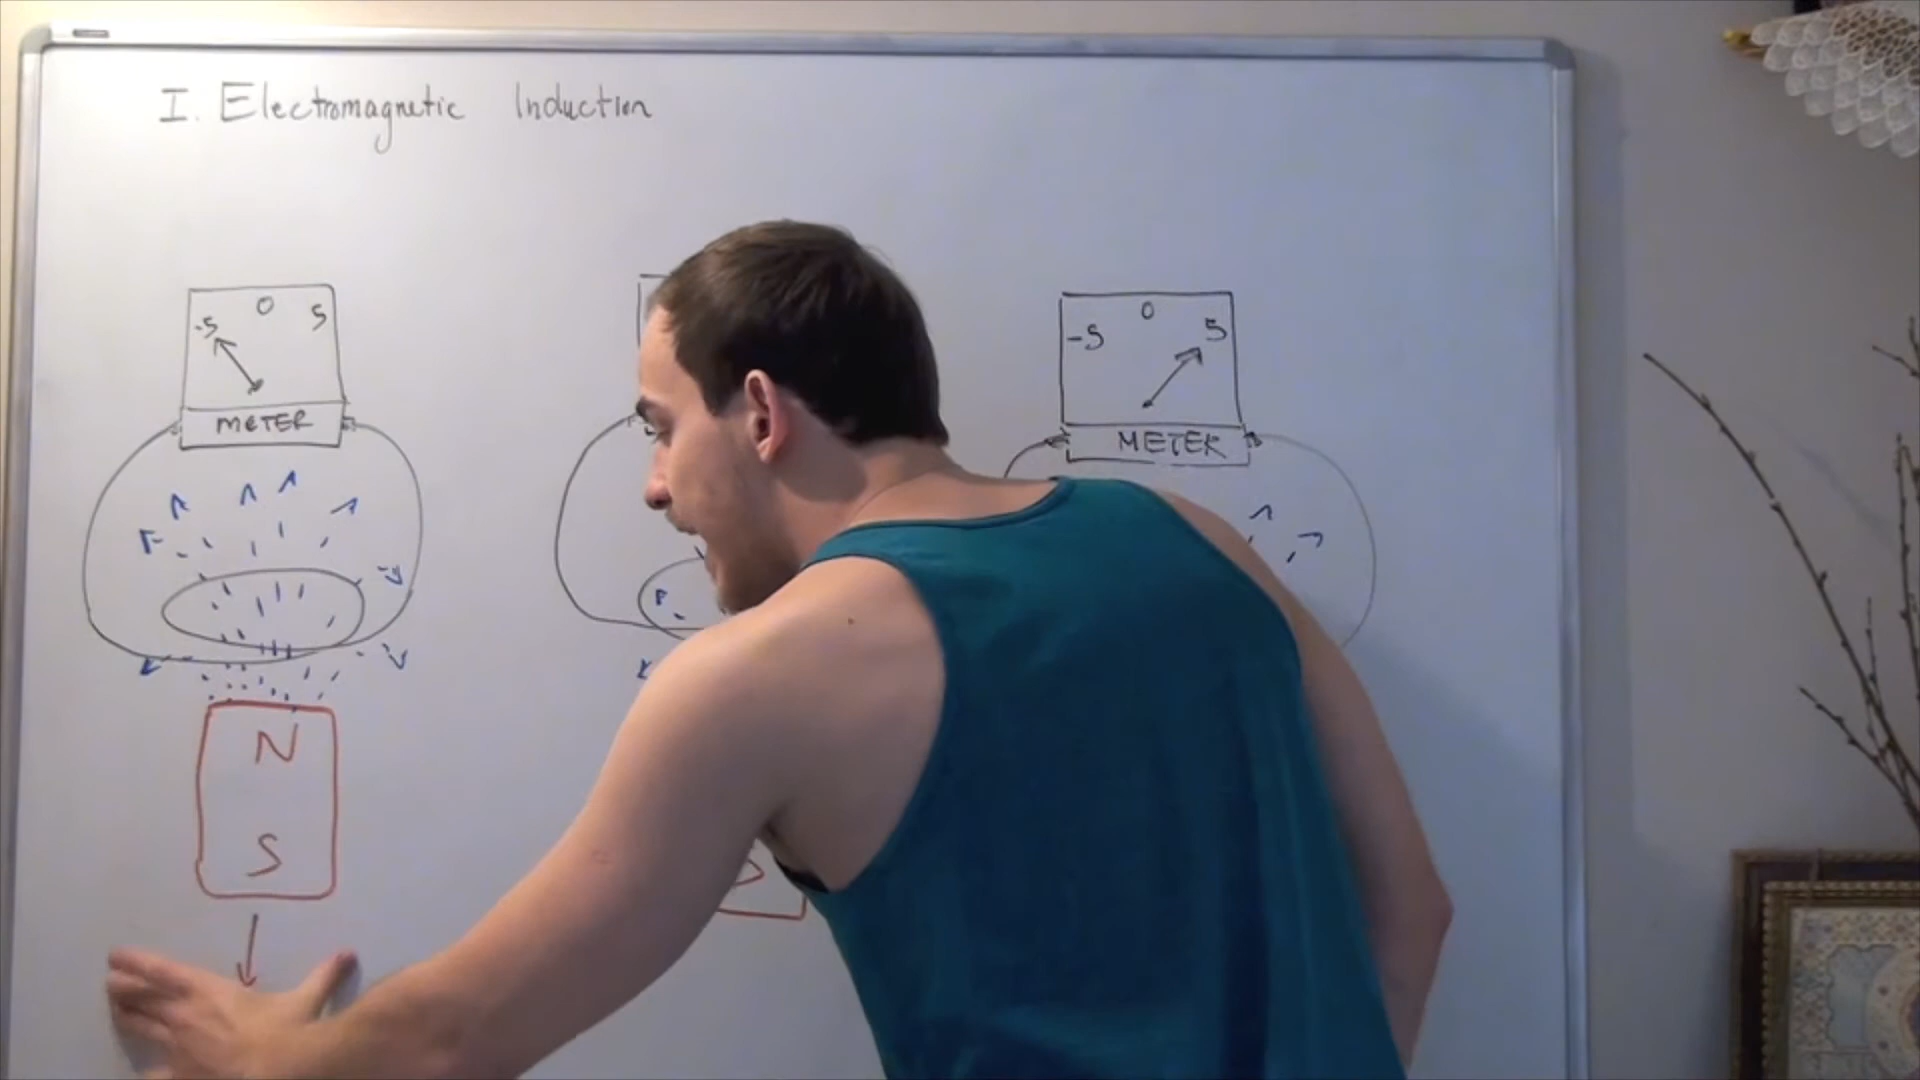 I. Electromagnetic Induction
-5 0 5
METER
N
S
-5 0 5
METER